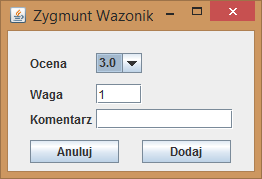 Zygmunt Wazonik
Ocena 3.0
Waga 1
Komentarz
Anuluj Dodaj